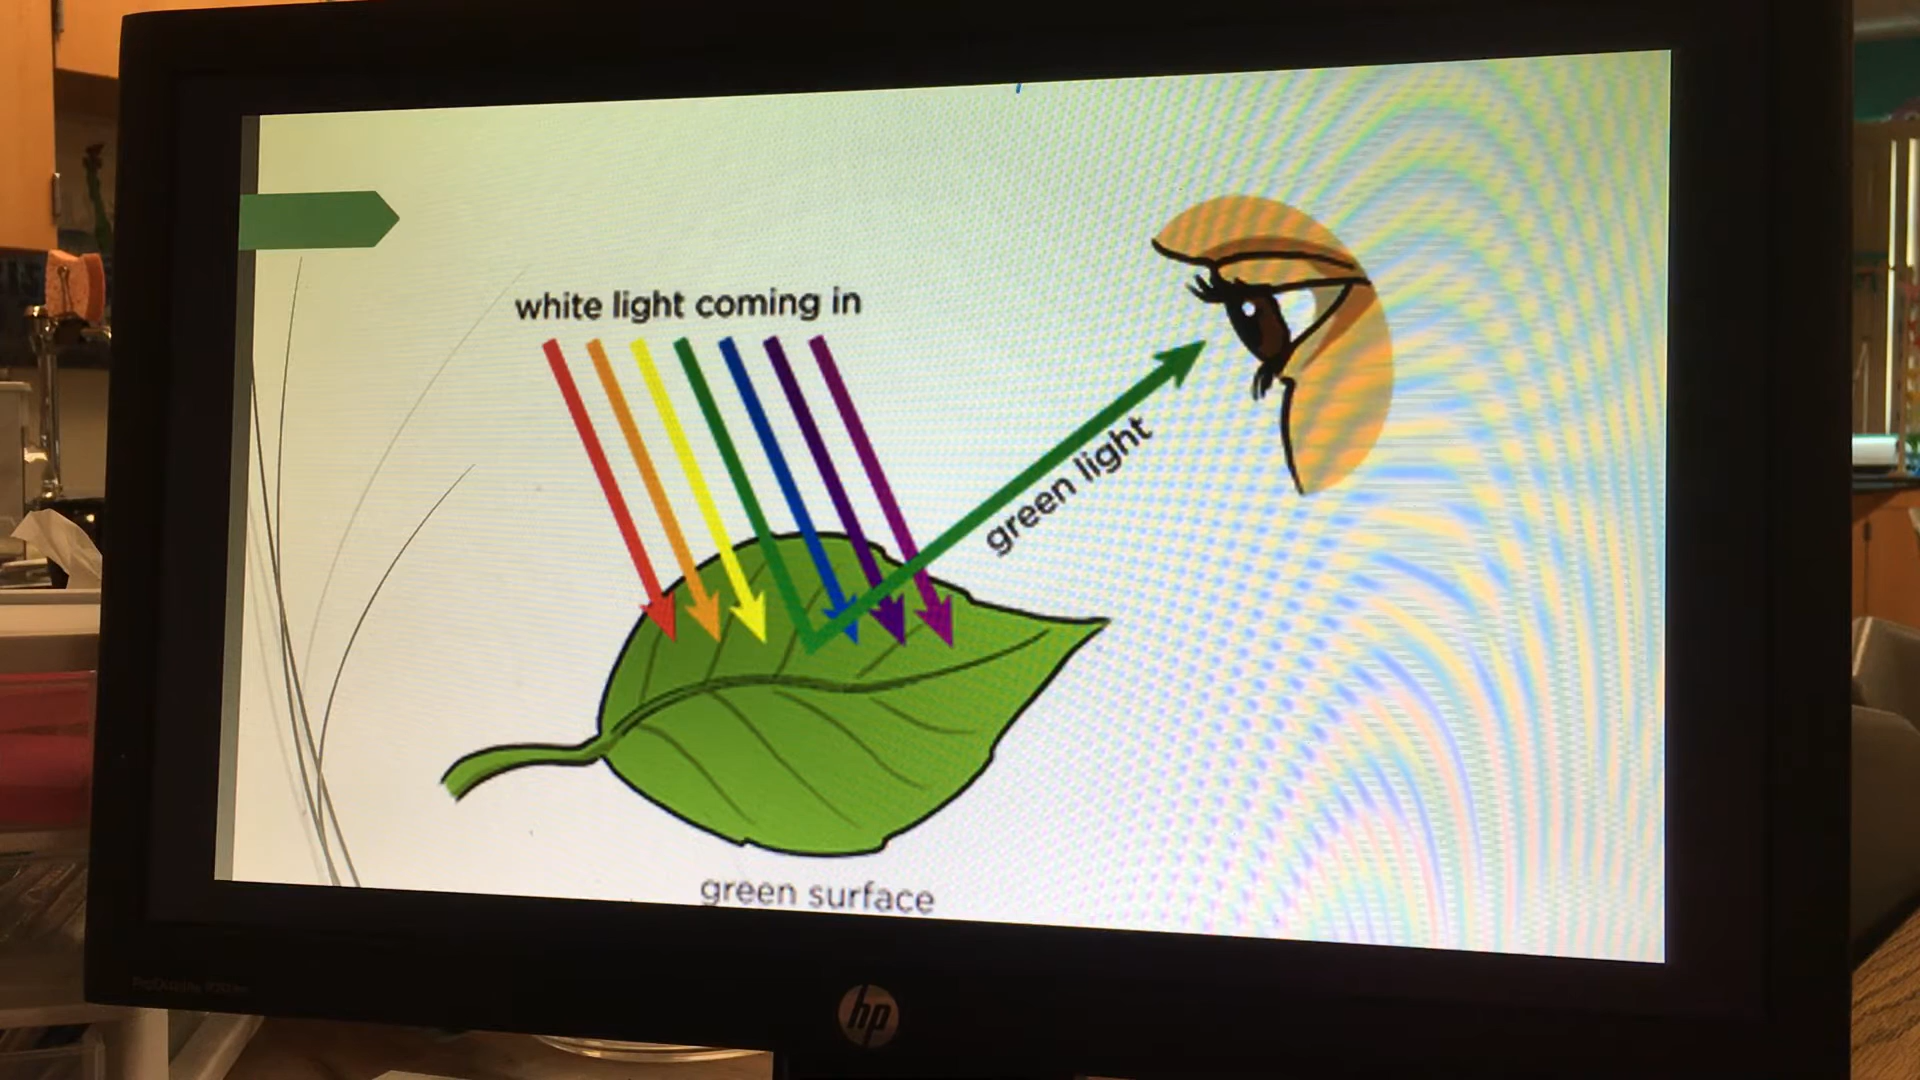 white light coming in
green light
green surface
hp